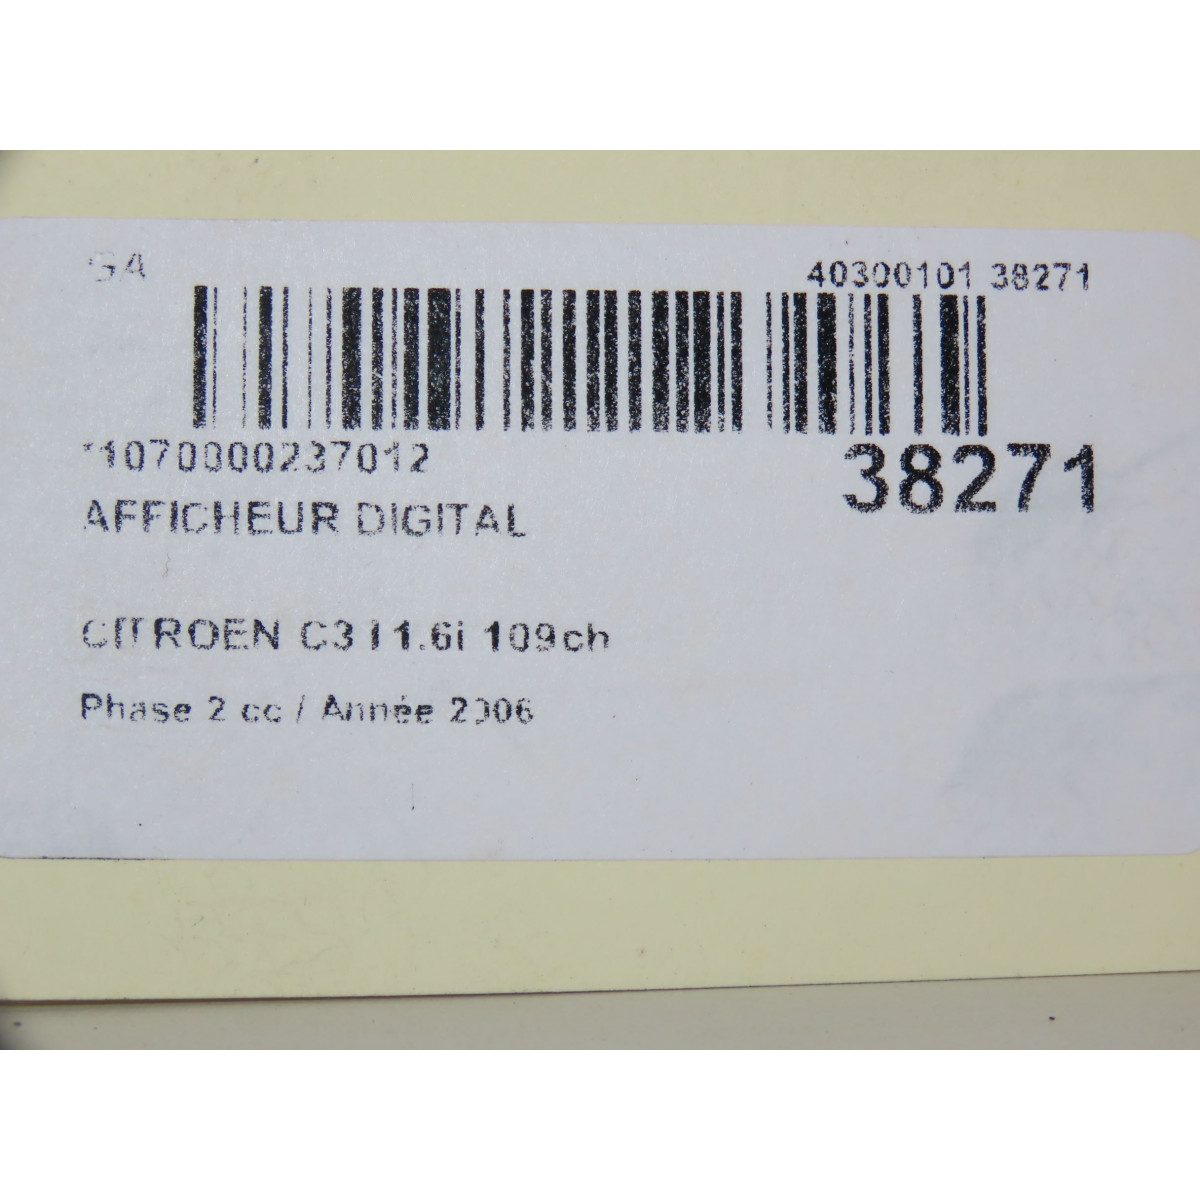 G4
40300101 38271
*1070000237012
38271
AFFICHEUR DIGITAL
CITROEN C3 I 1.6i 109ch
Phase 2 cc / Année 2006